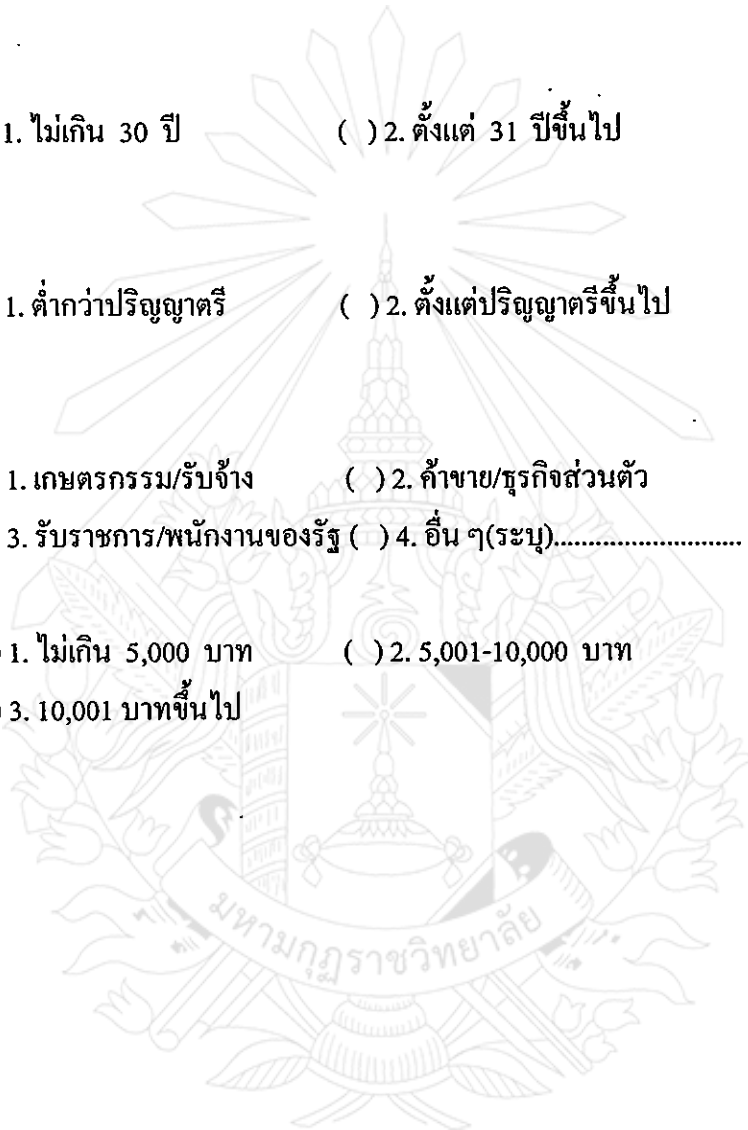 1. ไม่เกิน 30 ปี ( ) 2. ตั้งแต่ 31 ปีขึ้นไป
1. ต่ำกว่าปริญญาตรี ( ) 2. ตั้งแต่ปริญญาตรีขึ้นไป
1. เกษตรกรรม/รับจ้าง ( ) 2. ค้าขาย/ธุรกิจส่วนตัว
3. รับราชการ/พนักงานของรัฐ ( ) 4. อื่น ๆ(ระบุ)...........................
) 1. ไม่เกิน 5,000 บาท ( ) 2. 5,001-10,000 บาท
) 3. 10,001 บาทขึ้นไป
มหามกุฏราชวิทยาลัย